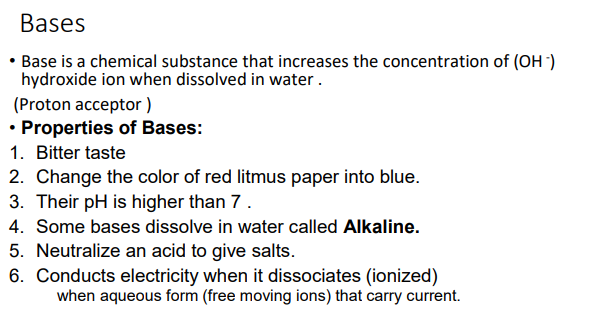 Bases
• Base is a chemical substance that increases the concentration of (OH -)
hydroxide ion when dissolved in water .
(Proton acceptor )
• Properties of Bases:
1. Bitter taste
2. Change the color of red litmus paper into blue.
3. Their pH is higher than 7 .
4. Some bases dissolve in water called Alkaline.
5. Neutralize an acid to give salts.
6. Conducts electricity when it dissociates (ionized)
when aqueous form (free moving ions) that carry current.